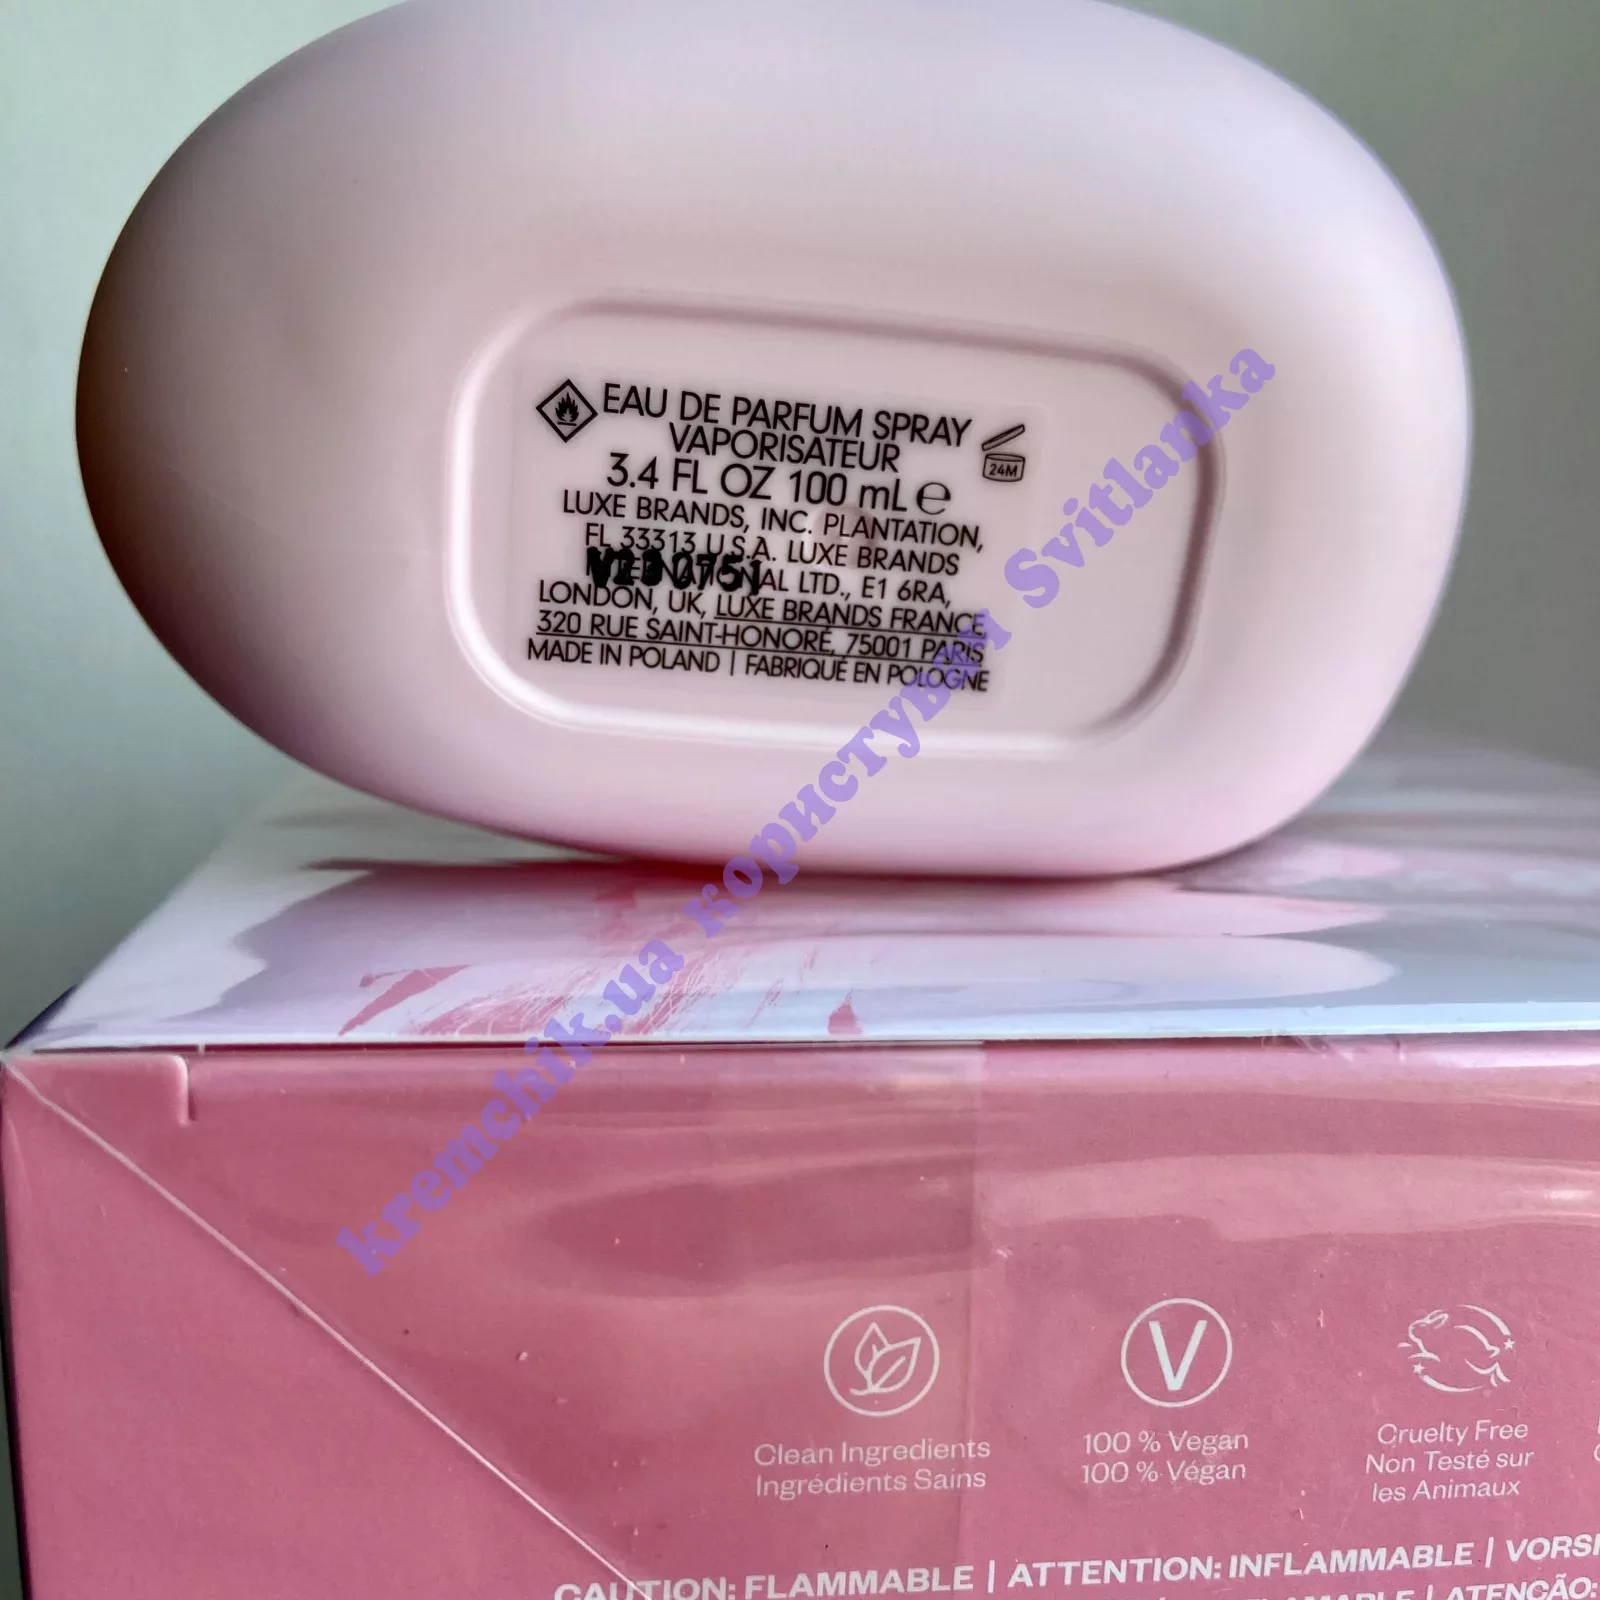 EAU DE PARFUM SPRAY
VAPORISATEUR
24M
3.4 FL OZ 100 mL e
LUXE BRANDS, INC. PLANTATION,
FL 33313 U.S.A. LUXE BRANDS
INTERNATIONAL LTD., E1 6RA,
LONDON, UK, LUXE BRANDS FRANCE,
320 RUE SAINT-HONORÉ, 75001 PARIS
MADE IN POLAND | FABRIQUÉ EN POLOGNE
kremchik.ua користувач Svitlanka
V
Clean Ingredients
Ingrédients Sains
100 % Vegan
100 % Végan
Cruelty Free
Non Testé sur
les Animaux
CAUTION: FLAMMABLE | ATTENTION: INFLAMMABLE |
ATENÇÃO: